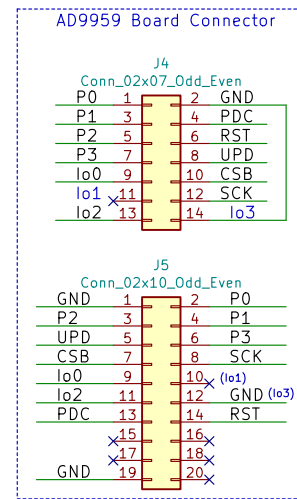 AD9959 Board Connector
J4
Conn_02x07_Odd_Even
P0 1 2 GND
P1 3 4 PDC
P2 5 6 RST
P3 7 8 UPD
Io0 9 10 CSB
Io1 11 12 SCK
Io2 13 14 Io3
J5
Conn_02x10_Odd_Even
GND 1 2 P0
P2 3 4 P1
UPD 5 6 P3
CSB 7 8 SCK
Io0 9 10 (Io1)
Io2 11 12 GND (Io3)
PDC 13 14 RST
15 16
17 18
GND 19 20